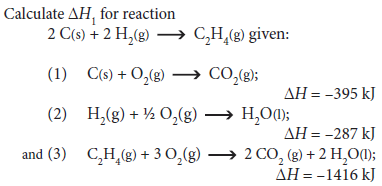 Calculate ΔH₁ for reaction
2 C(s) + 2 H₂(g) ⟶ C₂H₄(g) given:
(1) C(s) + O₂(g) ⟶ CO₂(g);
ΔH = –395 kJ
(2) H₂(g) + ½ O₂(g) ⟶ H₂O(l);
ΔH = –287 kJ
and (3) C₂H₄(g) + 3 O₂(g) ⟶ 2 CO₂ (g) + 2 H₂O(l);
ΔH = –1416 kJ